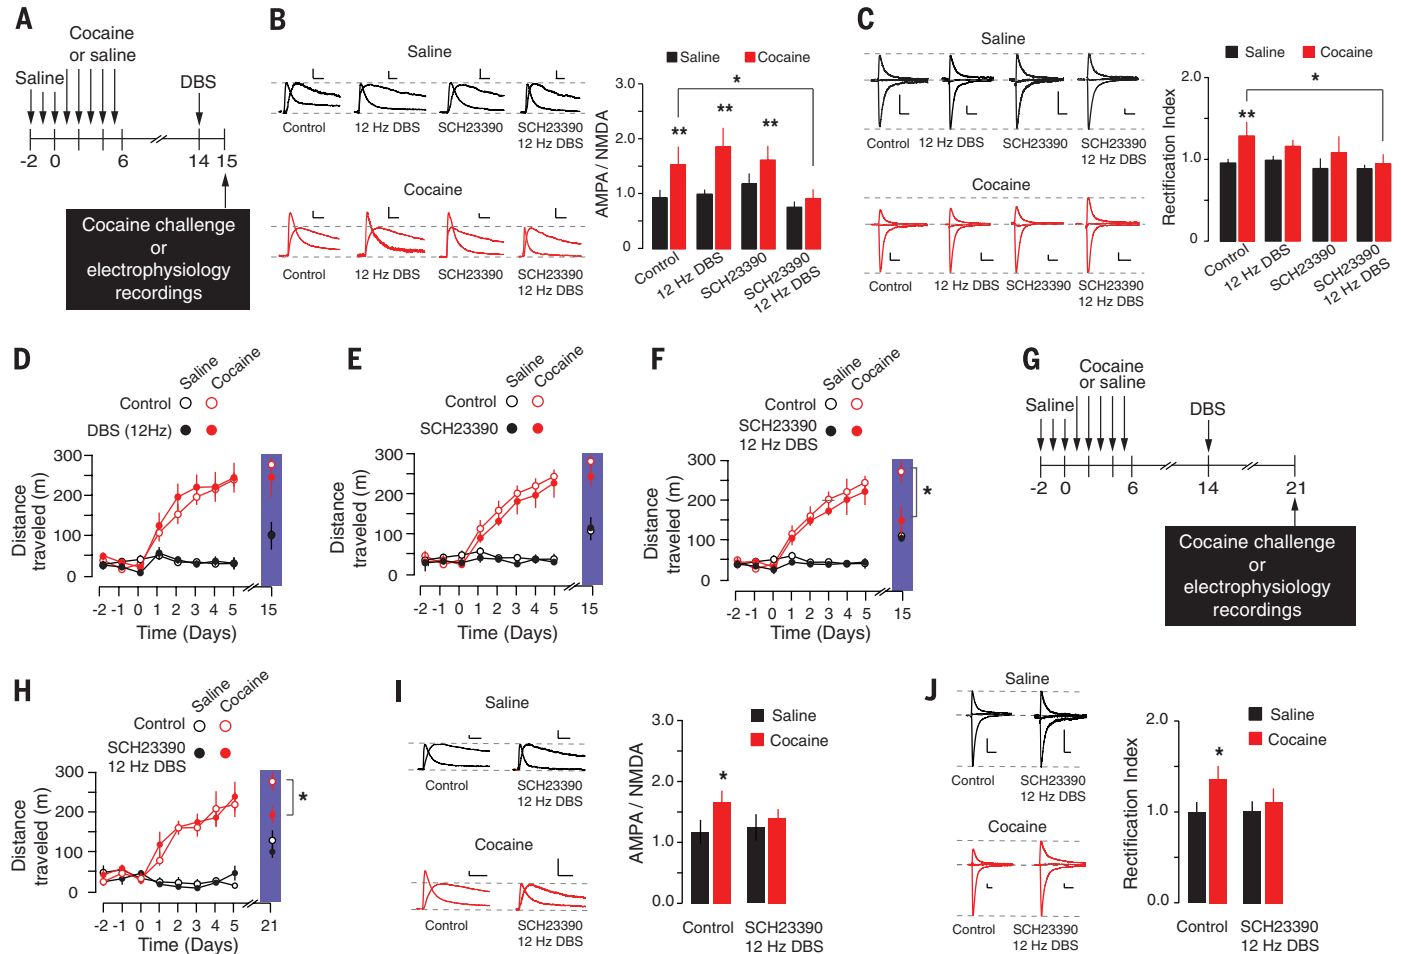 A
Cocaine
or saline
Saline
DBS
-2 0 6 14 15
Cocaine challenge
or
electrophysiology
recordings
B
Saline
Control 12 Hz DBS SCH23390 SCH23390
12 Hz DBS
Cocaine
Control 12 Hz DBS SCH23390 SCH23390
12 Hz DBS
Saline Cocaine
AMPA / NMDA
3.0
2.0
1.0
0
*
** ** **
Control
12 Hz DBS
SCH23390
SCH23390
12 Hz DBS
C
Saline
Control 12 Hz DBS SCH23390 SCH23390
12 Hz DBS
Cocaine
Control 12 Hz DBS SCH23390 SCH23390
12 Hz DBS
Saline Cocaine
Rectification Index
2.0
1.0
0
*
**
Control
12 Hz DBS
SCH23390
SCH23390
12 Hz DBS
D
Saline
Cocaine
Control
DBS (12Hz)
Distance
traveled (m)
300
200
100
0
-2 -1 0 1 2 3 4 5 15
Time (Days)
E
Saline
Cocaine
Control
SCH23390
Distance
traveled (m)
300
200
100
0
-2 -1 0 1 2 3 4 5 15
Time (Days)
F
Saline
Cocaine
Control
SCH23390
12 Hz DBS
Distance
traveled (m)
300
200
100
0
*
-2 -1 0 1 2 3 4 5 15
Time (Days)
G
Cocaine
or saline
Saline
DBS
-2 0 6 14 21
Cocaine challenge
or
electrophysiology
recordings
H
Saline
Cocaine
Control
SCH23390
12 Hz DBS
Distance
traveled (m)
300
200
100
0
*
-2 -1 0 1 2 3 4 5 21
Time (Days)
I
Saline
Control SCH23390
12 Hz DBS
Cocaine
Control SCH23390
12 Hz DBS
Saline
Cocaine
AMPA / NMDA
3.0
2.0
1.0
0.0
*
Control SCH23390
12 Hz DBS
J
Saline
Control SCH23390
12 Hz DBS
Cocaine
Control SCH23390
12 Hz DBS
Saline
Cocaine
Rectification Index
2.0
1.0
0.0
*
Control SCH23390
12 Hz DBS